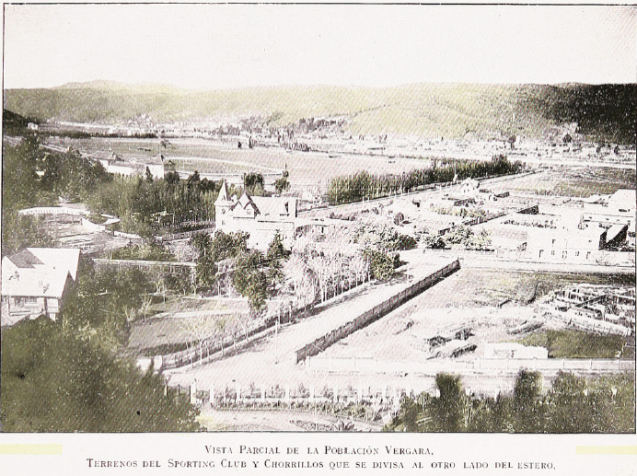 VISTA PARCIAL DE LA POBLACIÓN VERGARA.
TERRENOS DEL SPORTING CLUB Y CHORRILLOS QUE SE DIVISA AL OTRO LADO DEL ESTERO.